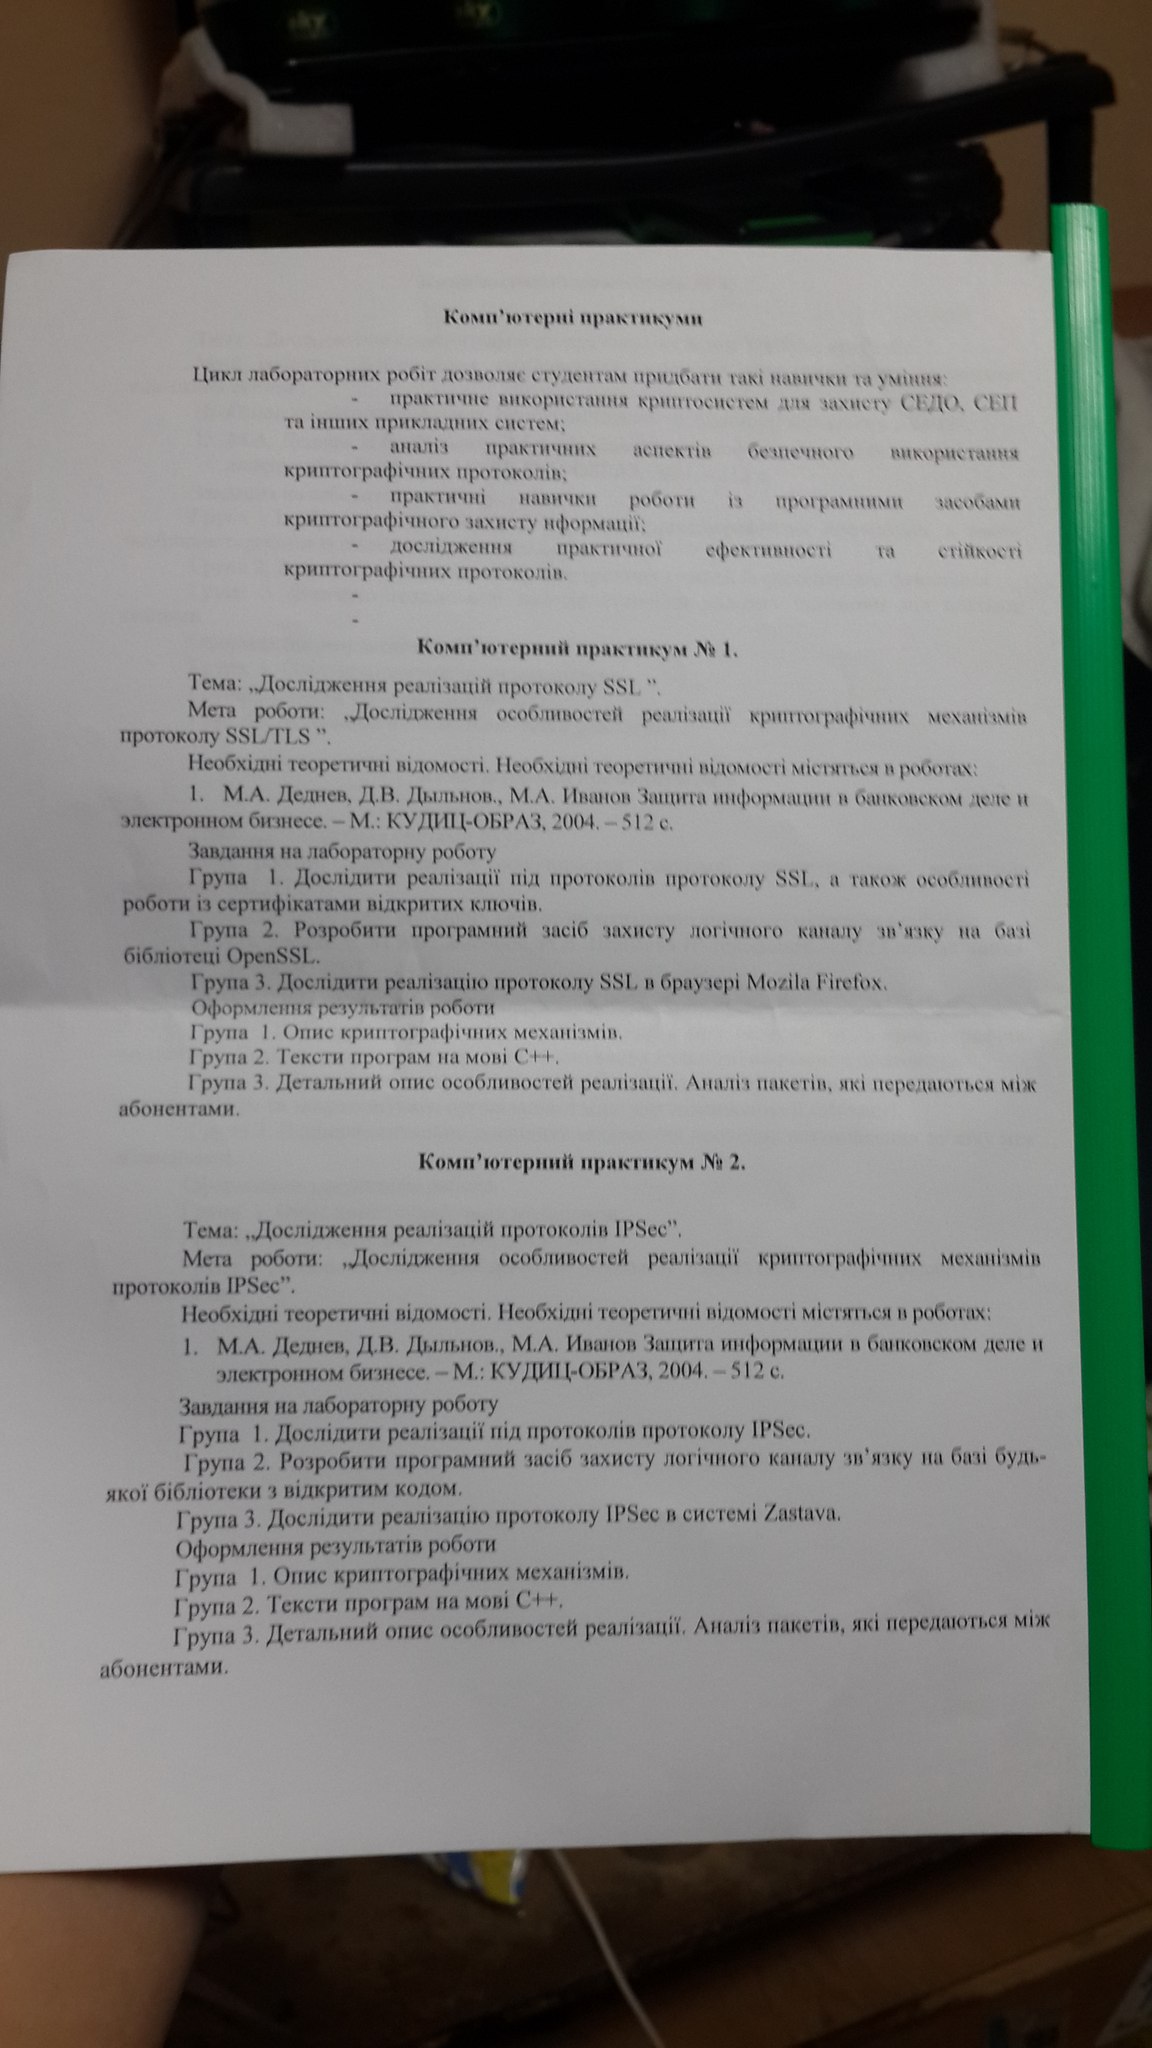 Комп’ютерні практикуми
Цикл лабораторних робіт дозволяє студентам придбати такі навички та уміння:
- практичне використання криптосистем для захисту СЕДО, СЕП
та інших прикладних систем;
- аналіз практичних аспектів безпечного використання
криптографічних протоколів;
- практичні навички роботи із програмними засобами
криптографічного захисту нформації;
- дослідження практичної ефективності та стійкості
криптографічних протоколів.
-
-
Комп’ютерний практикум № 1.
Тема: „Дослідження реалізацій протоколу SSL ”.
Мета роботи: „Дослідження особливостей реалізації криптографічних механізмів
протоколу SSL/TLS ”.
Необхідні теоретичні відомості. Необхідні теоретичні відомості містяться в роботах:
1. М.А. Деднев, Д.В. Дыльнов., М.А. Иванов Защита информации в банковском деле и
электронном бизнесе. – М.: КУДИЦ-ОБРАЗ, 2004. – 512 с.
Завдання на лабораторну роботу
Група 1. Дослідити реалізації під протоколів протоколу SSL, а також особливості
роботи із сертифікатами відкритих ключів.
Група 2. Розробити програмний засіб захисту логічного каналу зв’язку на базі
бібліотеці OpenSSL.
Група 3. Дослідити реалізацію протоколу SSL в браузері Mozila Firefox.
Оформлення результатів роботи
Група 1. Опис криптографічних механізмів.
Група 2. Тексти програм на мові С++.
Група 3. Детальний опис особливостей реалізації. Аналіз пакетів, які передаються між
абонентами.
Комп’ютерний практикум № 2.
Тема: „Дослідження реалізацій протоколів IPSec”.
Мета роботи: „Дослідження особливостей реалізації криптографічних механізмів
протоколів IPSec”.
Необхідні теоретичні відомості. Необхідні теоретичні відомості містяться в роботах:
1. М.А. Деднев, Д.В. Дыльнов., М.А. Иванов Защита информации в банковском деле и
электронном бизнесе. – М.: КУДИЦ-ОБРАЗ, 2004. – 512 с.
Завдання на лабораторну роботу
Група 1. Дослідити реалізації під протоколів протоколу IPSec.
Група 2. Розробити програмний засіб захисту логічного каналу зв’язку на базі будь-
якої бібліотеки з відкритим кодом.
Група 3. Дослідити реалізацію протоколу IPSec в системі Zastava.
Оформлення результатів роботи
Група 1. Опис криптографічних механізмів.
Група 2. Тексти програм на мові С++.
Група 3. Детальний опис особливостей реалізації. Аналіз пакетів, які передаються між
абонентами.